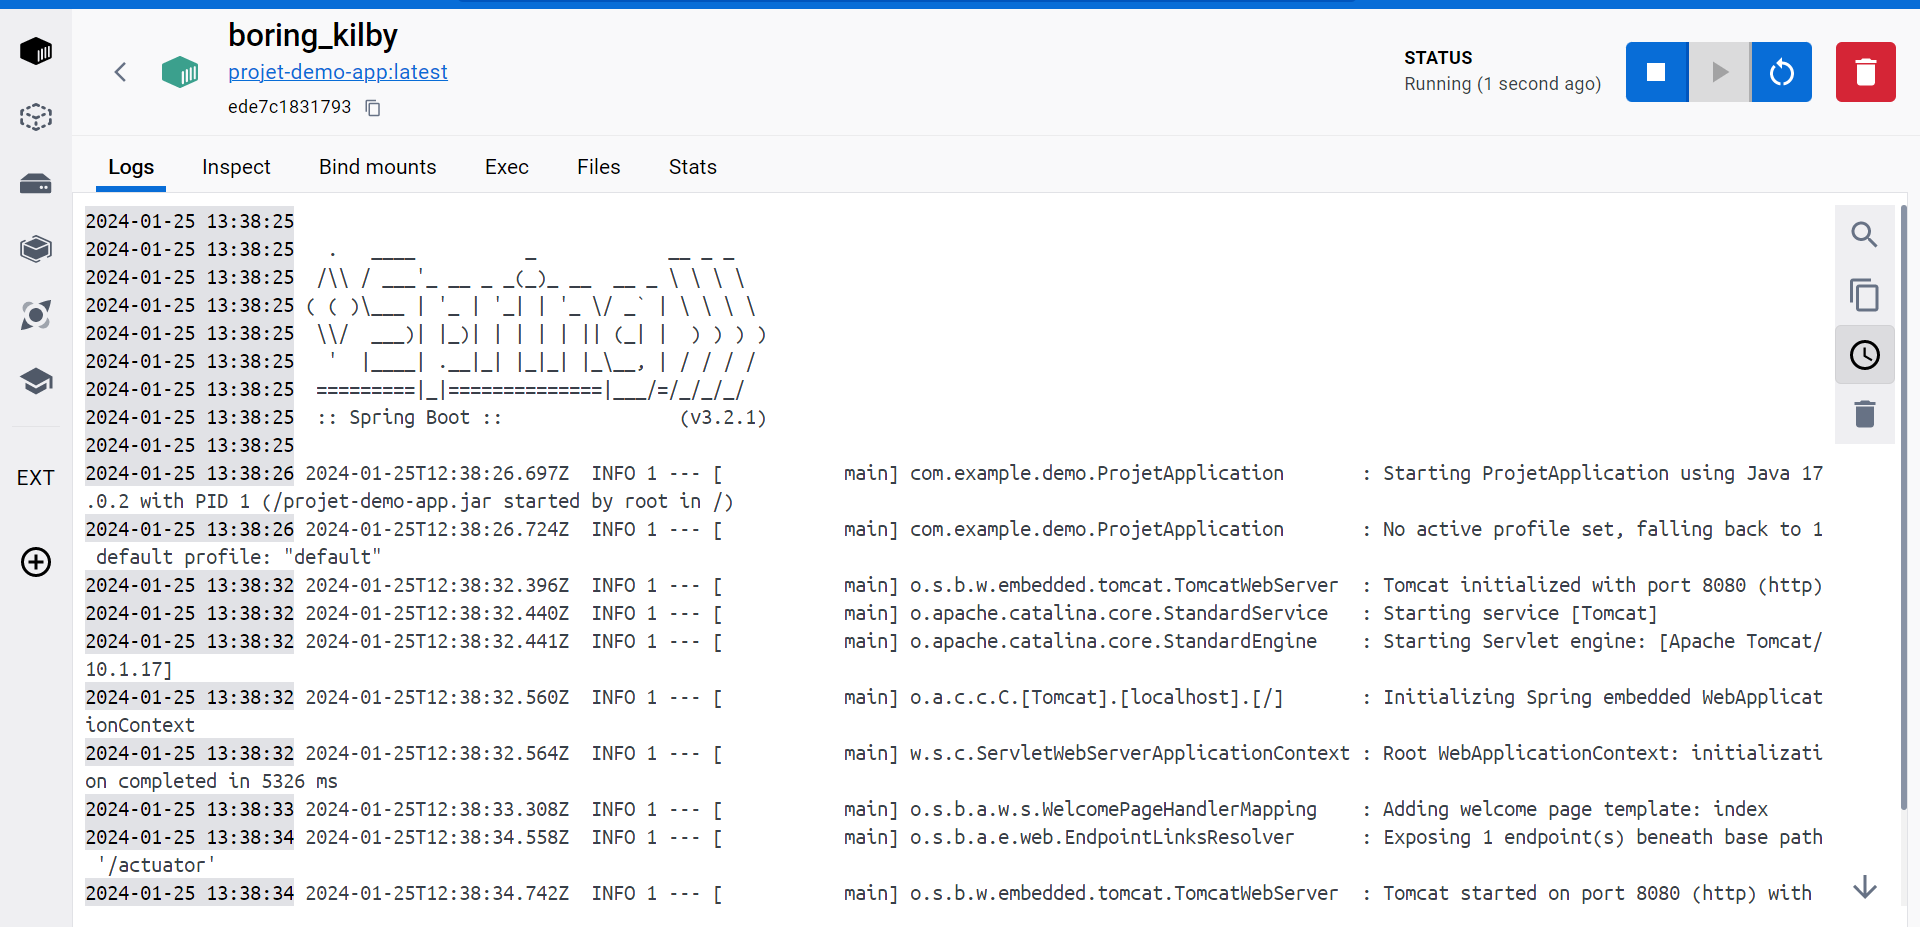 boring_kilby
projet-demo-app:latest
ede7c1831793
STATUS
Running (1 second ago)
EXT
Logs Inspect Bind mounts Exec Files Stats
2024-01-25 13:38:25
2024-01-25 13:38:25   .   ____          _            __ _ _
2024-01-25 13:38:25  /\\ / ___'_ __ _ _(_)_ __  __ _ \ \ \ \
2024-01-25 13:38:25 ( ( )\___ | '_ | '_| | '_ \/ _` | \ \ \ \
2024-01-25 13:38:25  \\/  ___)| |_)| | | | | || (_| |  ) ) ) )
2024-01-25 13:38:25   '  |____| .__|_| |_|_| |_\__, | / / / /
2024-01-25 13:38:25  =========|_|==============|___/=/_/_/_/
2024-01-25 13:38:25  :: Spring Boot ::                (v3.2.1)
2024-01-25 13:38:25
2024-01-25 13:38:26 2024-01-25T12:38:26.697Z  INFO 1 --- [           main] com.example.demo.ProjetApplication       : Starting ProjetApplication using Java 17
.0.2 with PID 1 (/projet-demo-app.jar started by root in /)
2024-01-25 13:38:26 2024-01-25T12:38:26.724Z  INFO 1 --- [           main] com.example.demo.ProjetApplication       : No active profile set, falling back to 1
 default profile: "default"
2024-01-25 13:38:32 2024-01-25T12:38:32.396Z  INFO 1 --- [           main] o.s.b.w.embedded.tomcat.TomcatWebServer  : Tomcat initialized with port 8080 (http)
2024-01-25 13:38:32 2024-01-25T12:38:32.440Z  INFO 1 --- [           main] o.apache.catalina.core.StandardService   : Starting service [Tomcat]
2024-01-25 13:38:32 2024-01-25T12:38:32.441Z  INFO 1 --- [           main] o.apache.catalina.core.StandardEngine    : Starting Servlet engine: [Apache Tomcat/
10.1.17]
2024-01-25 13:38:32 2024-01-25T12:38:32.560Z  INFO 1 --- [           main] o.a.c.c.C.[Tomcat].[localhost].[/]       : Initializing Spring embedded WebApplicat
ionContext
2024-01-25 13:38:32 2024-01-25T12:38:32.564Z  INFO 1 --- [           main] w.s.c.ServletWebServerApplicationContext : Root WebApplicationContext: initializati
on completed in 5326 ms
2024-01-25 13:38:33 2024-01-25T12:38:33.308Z  INFO 1 --- [           main] o.s.b.a.w.s.WelcomePageHandlerMapping    : Adding welcome page template: index
2024-01-25 13:38:34 2024-01-25T12:38:34.558Z  INFO 1 --- [           main] o.s.b.a.e.web.EndpointLinksResolver      : Exposing 1 endpoint(s) beneath base path
 '/actuator'
2024-01-25 13:38:34 2024-01-25T12:38:34.742Z  INFO 1 --- [           main] o.s.b.w.embedded.tomcat.TomcatWebServer  : Tomcat started on port 8080 (http) with